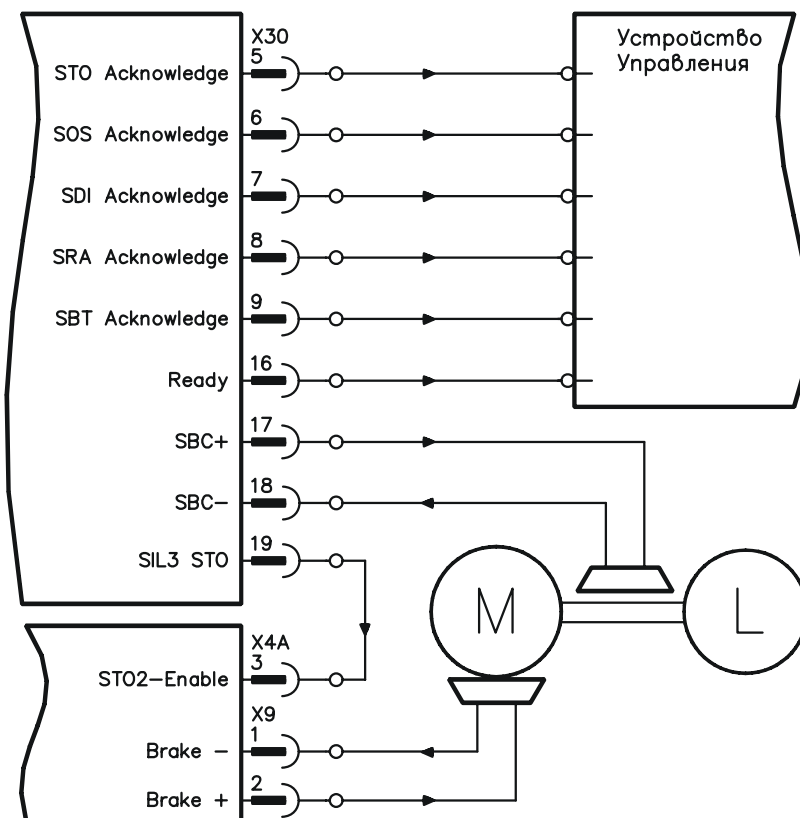 X30
Устройство
Управления
STO Acknowledge 5
SOS Acknowledge 6
SDI Acknowledge 7
SRA Acknowledge 8
SBT Acknowledge 9
Ready 16
SBC+ 17
SBC− 18
SIL3 STO 19
M
L
X4A
STO2−Enable 3
X9
Brake − 1
Brake + 2